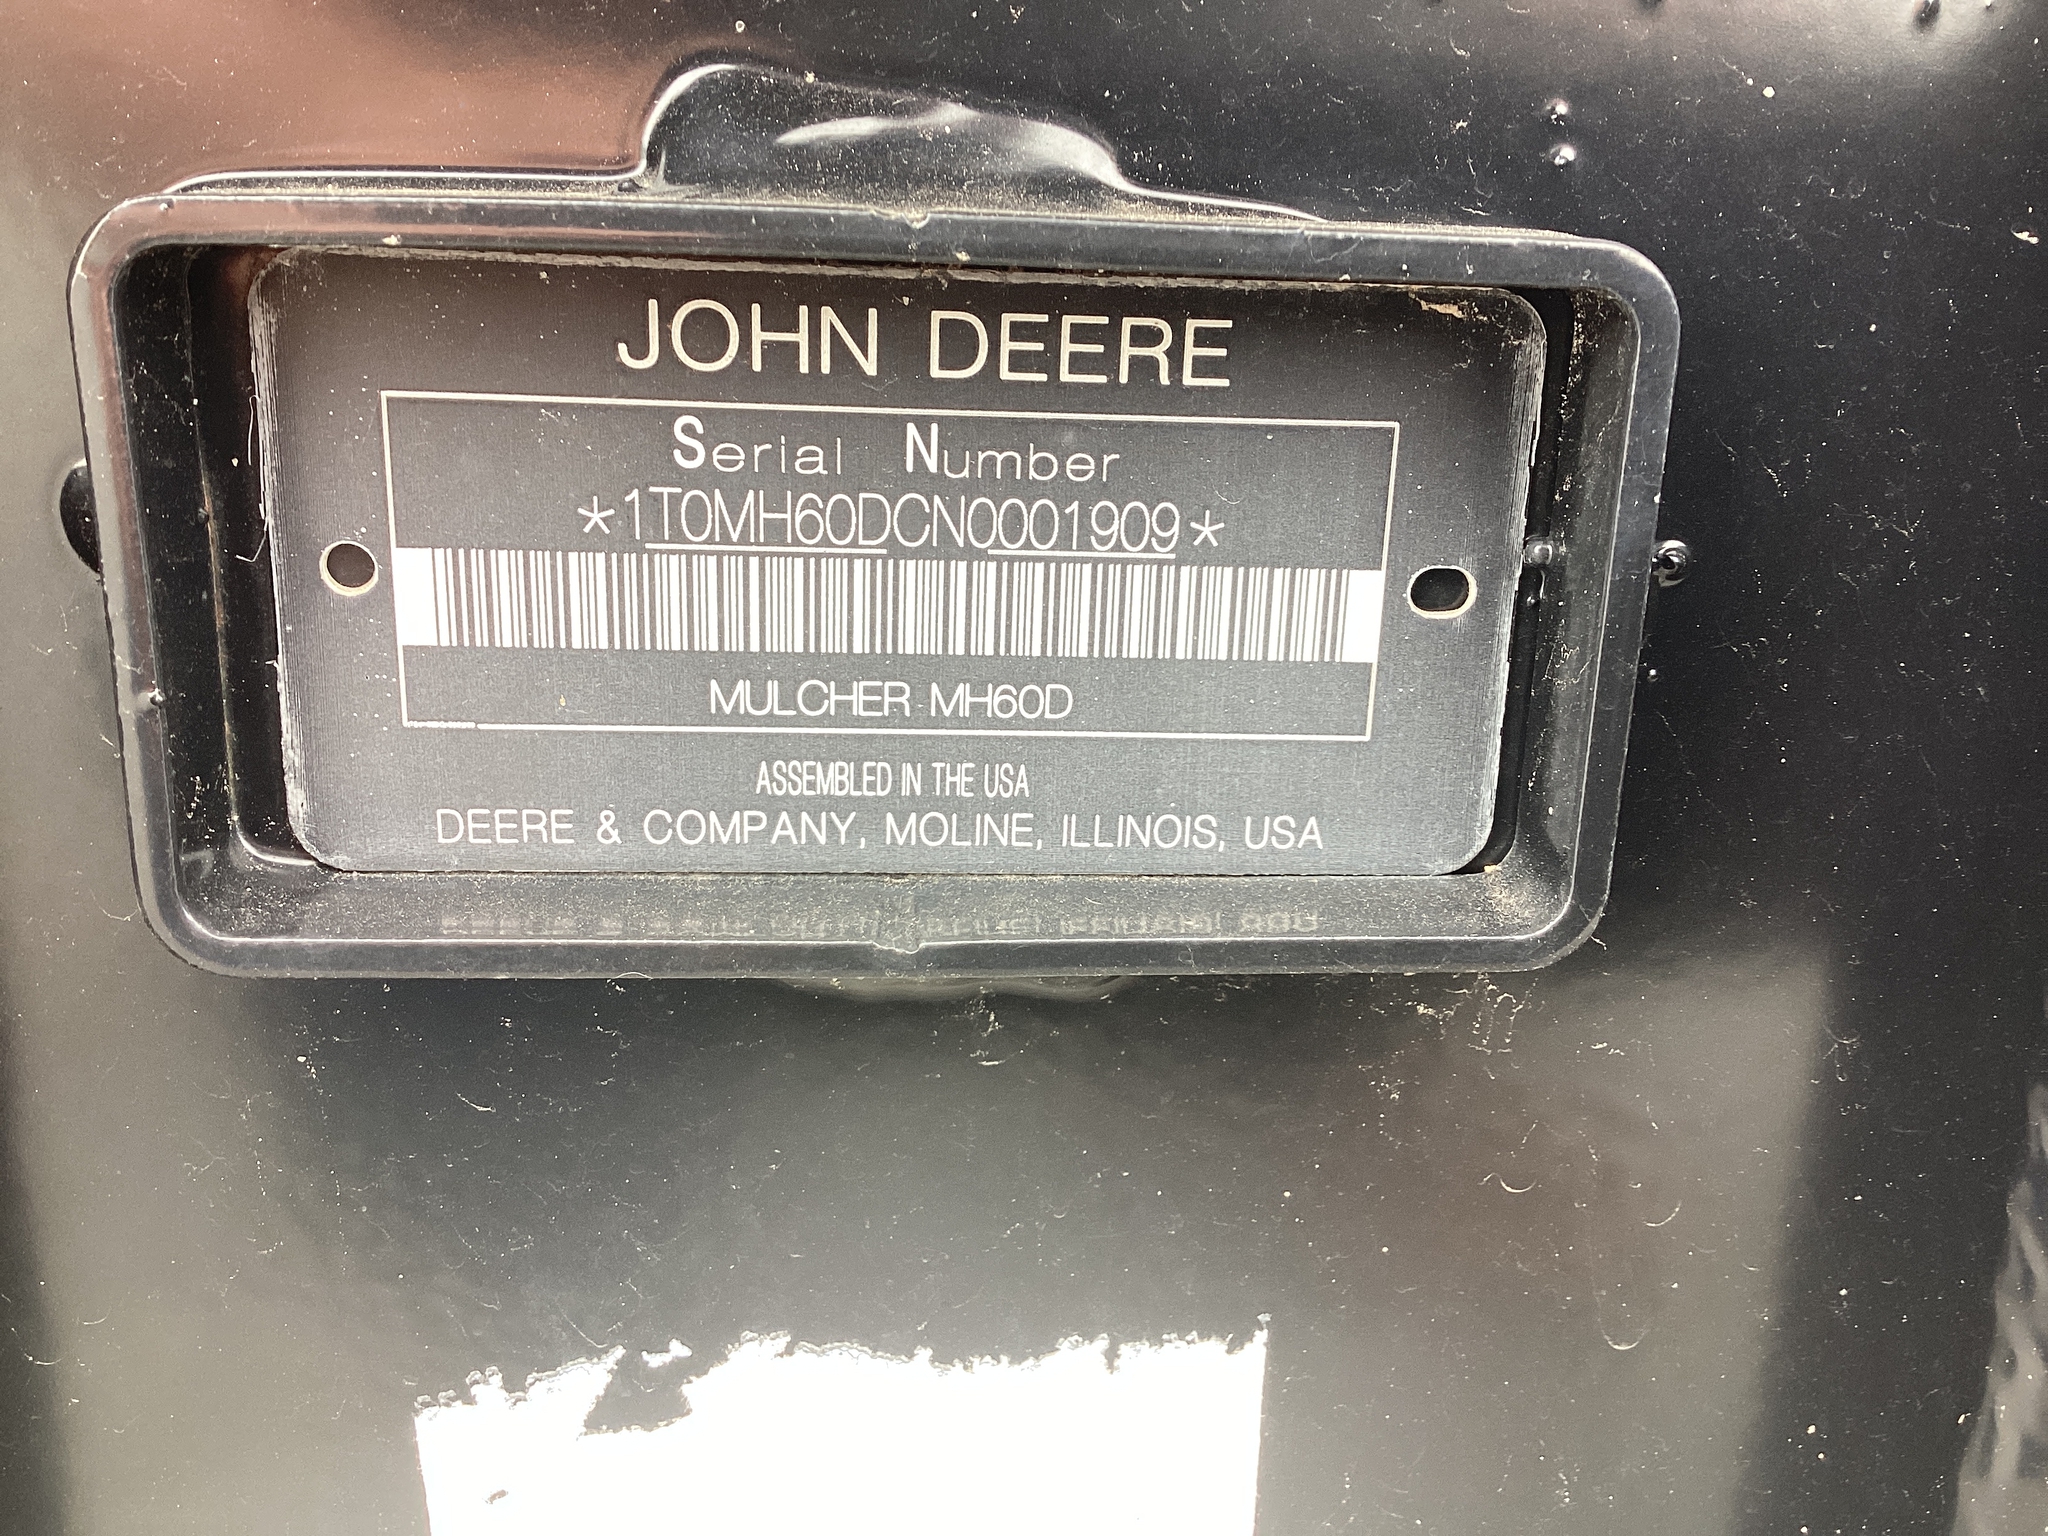 JOHN DEERE
Serial Number
*1T0MH60DCN0001909*
MULCHER MH60D
ASSEMBLED IN THE USA
DEERE & COMPANY, MOLINE, ILLINOIS, USA